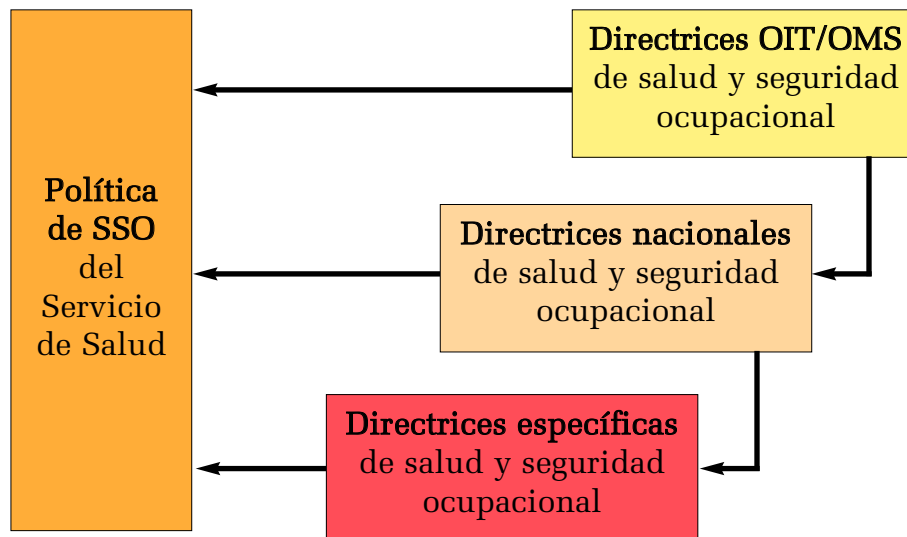 Política
de SSO
del
Servicio
de Salud
Directrices OIT/OMS
de salud y seguridad
ocupacional
Directrices nacionales
de salud y seguridad
ocupacional
Directrices específicas
de salud y seguridad
ocupacional